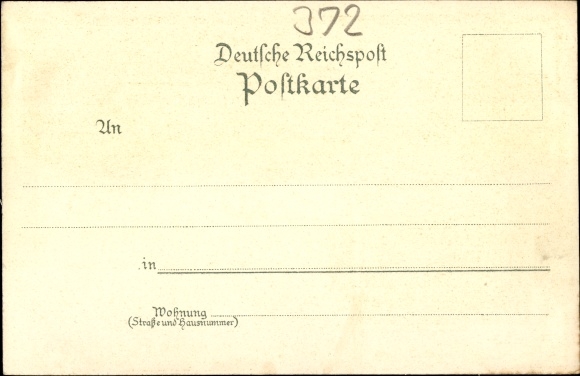 372
Deutſche Reichspoſt
Poſtkarte
An
in
Wohnung
(Straße und Hausnummer)